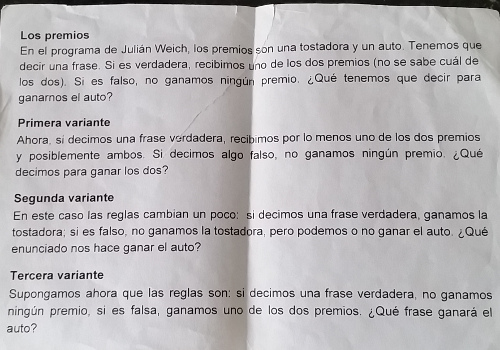 Los premios
En el programa de Julián Weich, los premios son una tostadora y un auto. Tenemos que
decir una frase. Si es verdadera, recibimos uno de los dos premios (no se sabe cuál de
los dos). Si es falso, no ganamos ningún premio. ¿Qué tenemos que decir para
ganarnos el auto?
Primera variante
Ahora, si decimos una frase verdadera, recibimos por lo menos uno de los dos premios
y posiblemente ambos. Si decimos algo falso, no ganamos ningún premio. ¿Qué
decimos para ganar los dos?
Segunda variante
En este caso las reglas cambian un poco: si decimos una frase verdadera, ganamos la
tostadora; si es falso, no ganamos la tostadora, pero podemos o no ganar el auto. ¿Qué
enunciado nos hace ganar el auto?
Tercera variante
Supongamos ahora que las reglas son: si decimos una frase verdadera, no ganamos
ningún premio, si es falsa, ganamos uno de los dos premios. ¿Qué frase ganará el
auto?